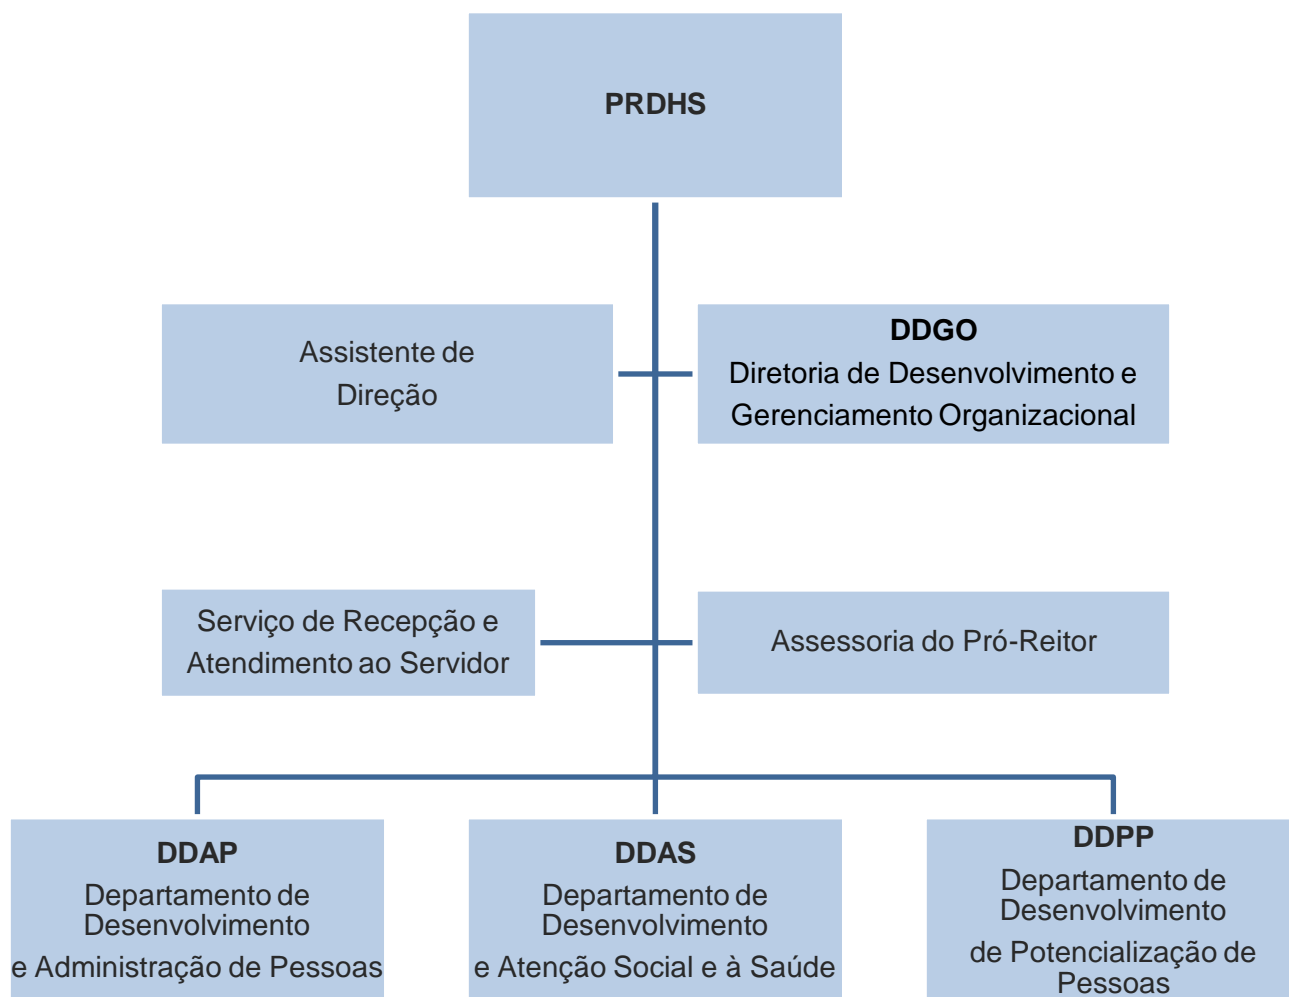 PRDHS
Assistente de
Direção
DDGO
Diretoria de Desenvolvimento e
Gerenciamento Organizacional
Serviço de Recepção e
Atendimento ao Servidor
Assessoria do Pró-Reitor
DDAP
Departamento de
Desenvolvimento
e Administração de Pessoas
DDAS
Departamento de
Desenvolvimento
e Atenção Social e à Saúde
DDPP
Departamento de
Desenvolvimento
de Potencialização de
Pessoas